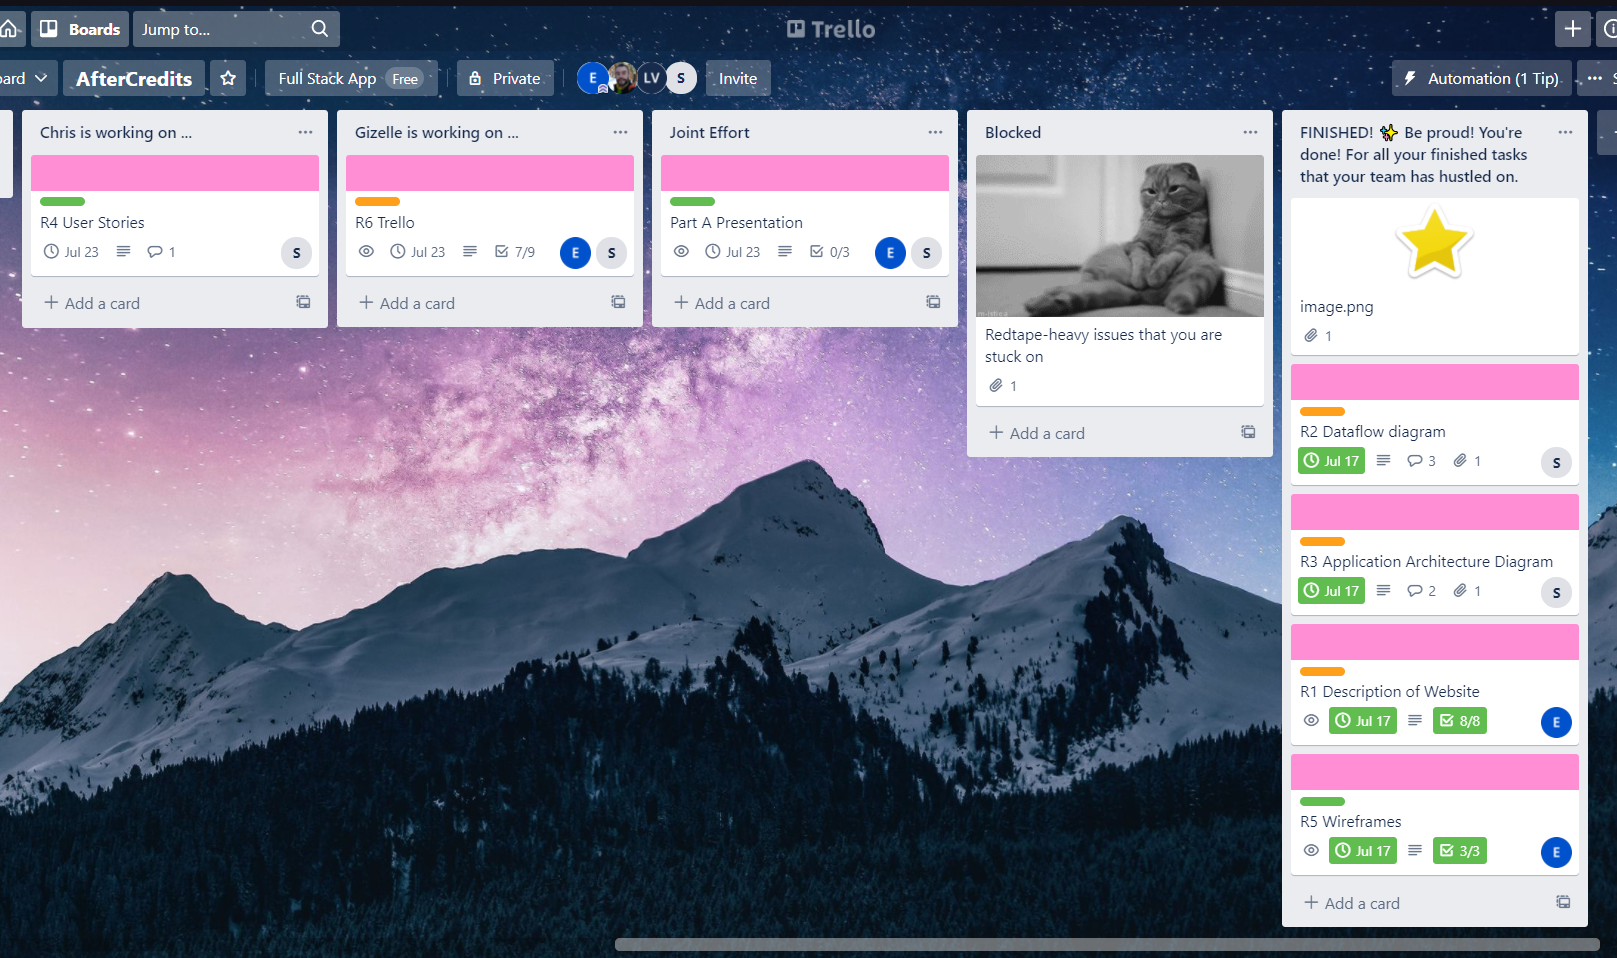 Boards
Jump to...
Trello
oard
AfterCredits
Full Stack App Free
Private
E
LV
S
Invite
Automation (1 Tip)
S
Chris is working on ...
R4 User Stories
Jul 23 1 S
Add a card
Gizelle is working on ...
R6 Trello
Jul 23 7/9 E S
Add a card
Joint Effort
Part A Presentation
Jul 23 0/3 E S
Add a card
Blocked
Redtape-heavy issues that you are
stuck on
1
Add a card
FINISHED! ✨ Be proud! You're
done! For all your finished tasks
that your team has hustled on.
image.png
1
R2 Dataflow diagram
Jul 17 3 1 S
R3 Application Architecture Diagram
Jul 17 2 1 S
R1 Description of Website
Jul 17 8/8 E
R5 Wireframes
Jul 17 3/3 E
Add a card